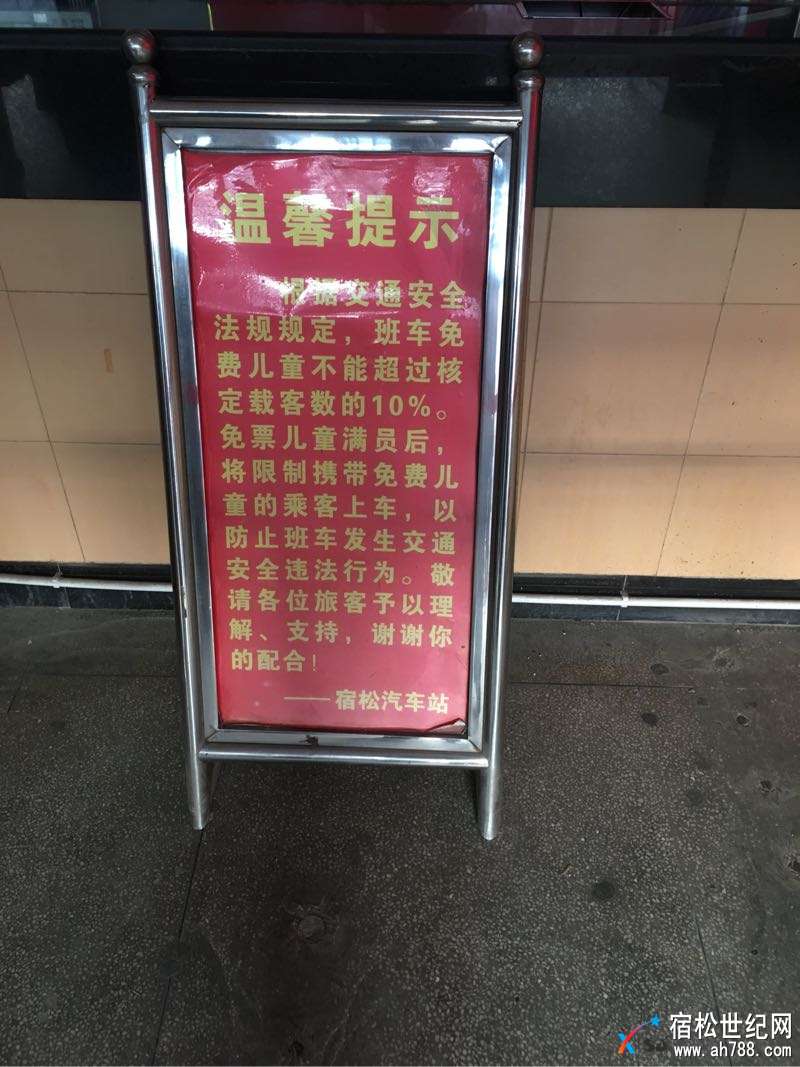 温馨提示
根据交通安全
法规规定，班车免
费儿童不能超过核
定载客数的10%。
免票儿童满员后，
将限制携带免费儿
童的乘客上车，以
防止班车发生交通
安全违法行为。敬
请各位旅客予以理
解、支持，谢谢你
的配合！
——宿松汽车站
宿松世纪网
www.ah788.com